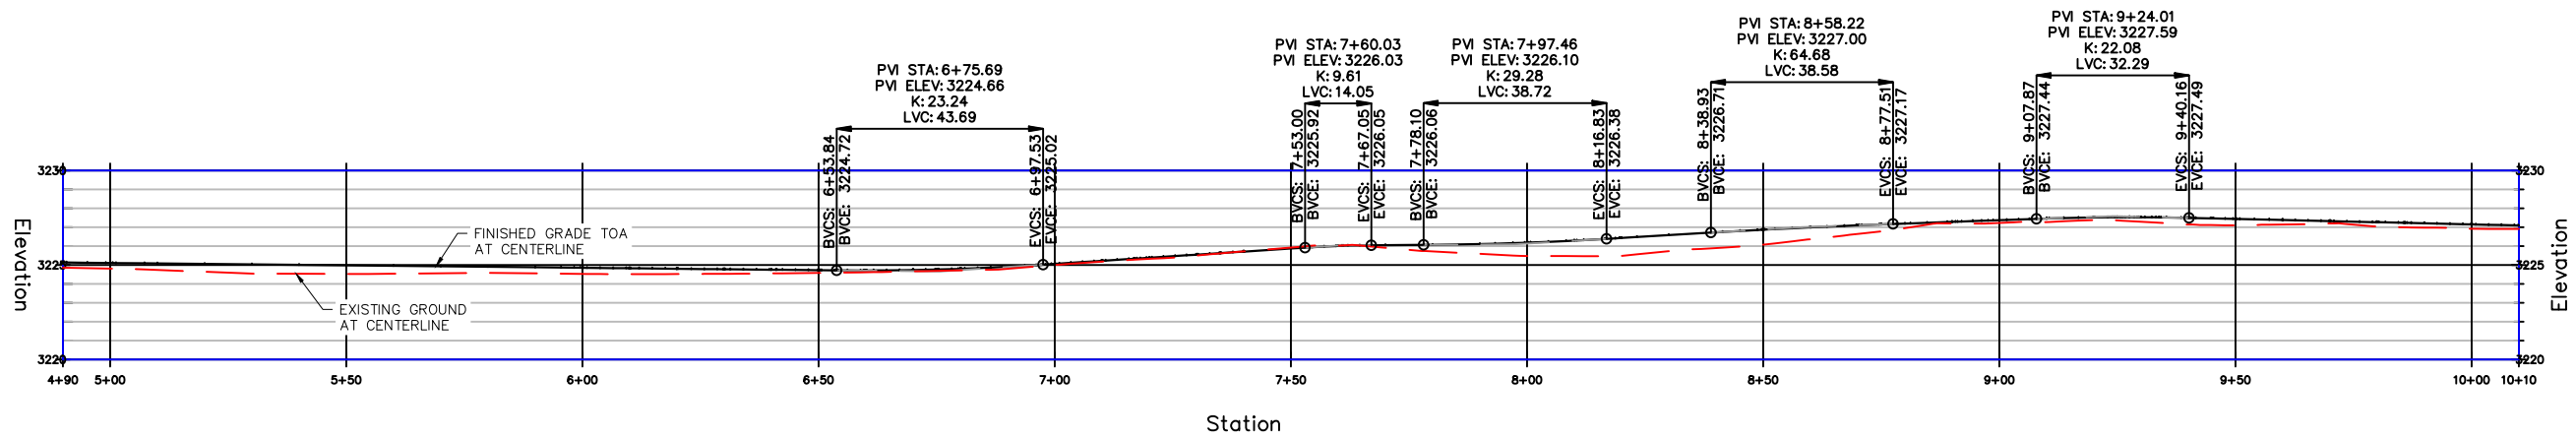 PVI STA: 6+75.69
PVI ELEV: 3224.66
K: 23.24
LVC: 43.69
PVI STA: 7+60.03
PVI ELEV: 3226.03
K: 9.61
LVC: 14.05
PVI STA: 7+97.46
PVI ELEV: 3226.10
K: 29.28
LVC: 38.72
PVI STA: 8+58.22
PVI ELEV: 3227.00
K: 64.68
LVC: 38.58
PVI STA: 9+24.01
PVI ELEV: 3227.59
K: 22.08
LVC: 32.29
BVCS: 6+53.84
BVCE: 3224.72
EVCS: 6+97.53
EVCE: 3225.02
BVCS: 7+53.00
BVCE: 3225.92
EVCS: 7+67.05
EVCE: 3226.05
BVCS: 7+78.10
BVCE: 3226.06
EVCS: 8+16.83
EVCE: 3226.38
BVCS: 8+38.93
BVCE: 3226.71
EVCS: 8+77.51
EVCE: 3227.17
BVCS: 9+07.87
BVCE: 3227.44
EVCS: 9+40.16
EVCE: 3227.49
3230
3225
3220
Elevation
FINISHED GRADE TOA
AT CENTERLINE
EXISTING GROUND
AT CENTERLINE
3230
3225
3220
Elevation
4+90 5+00 5+50 6+00 6+50 7+00 7+50 8+00 8+50 9+00 9+50 10+00 10+10
Station